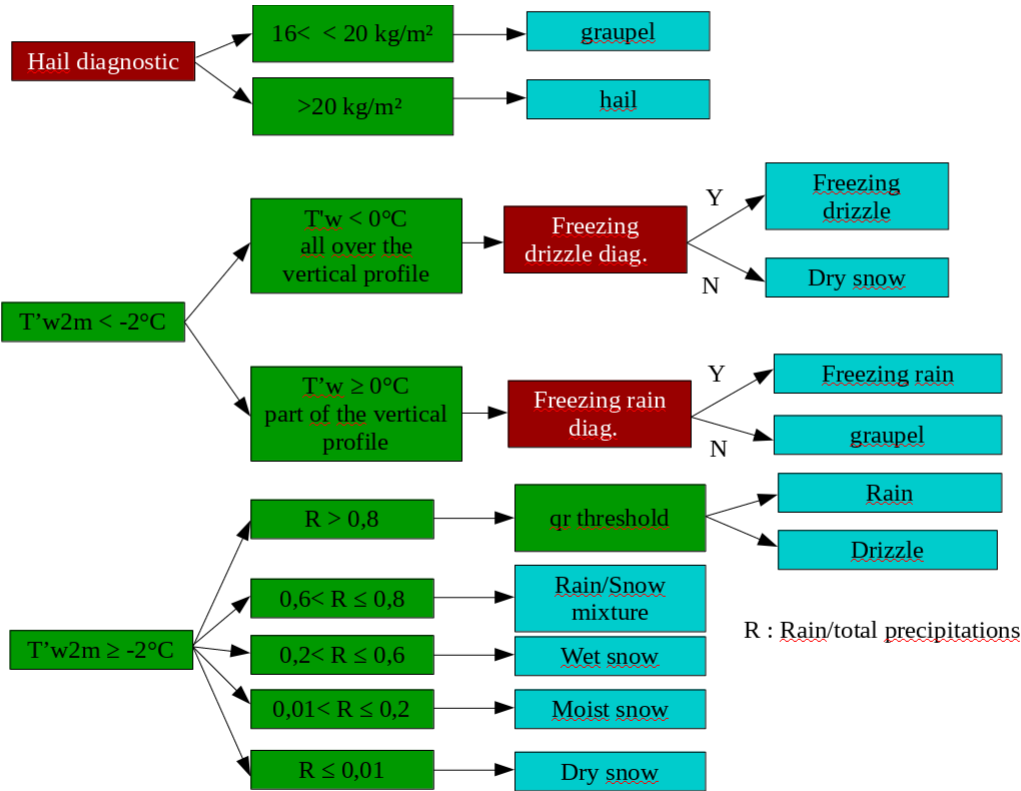 Hail diagnostic
16<  < 20 kg/m²
graupel
>20 kg/m²
hail
T'w2m < -2°C
T'w < 0°C
all over the
vertical profile
Freezing
drizzle diag.
Y
Freezing
drizzle
N
Dry snow
T’w ≥ 0°C
part of the vertical
profile
Freezing rain
diag.
Y
Freezing rain
N
graupel
T’w2m ≥ -2°C
R > 0,8
qr threshold
Rain
Drizzle
0,6< R ≤ 0,8
Rain/Snow
mixture
0,2< R ≤ 0,6
Wet snow
0,01< R ≤ 0,2
Moist snow
R ≤ 0,01
Dry snow
R : Rain/total precipitations